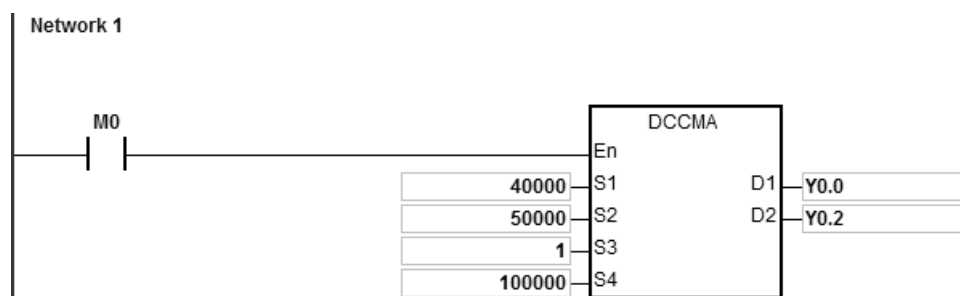 Network 1
M0
DCCMA
En
40000 S1 D1 Y0.0
50000 S2 D2 Y0.2
1 S3
100000 S4